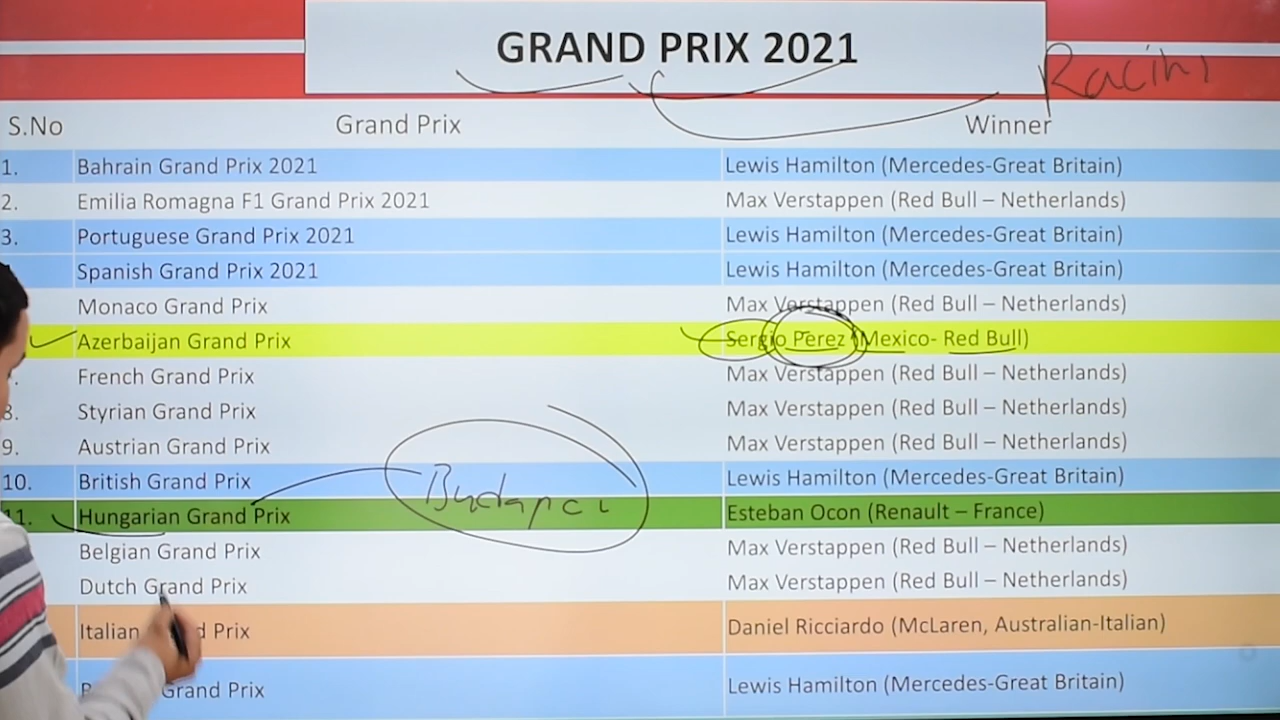 GRAND PRIX 2021
Racin
S.No Grand Prix Winner
1. Bahrain Grand Prix 2021 Lewis Hamilton (Mercedes-Great Britain)
2. Emilia Romagna F1 Grand Prix 2021 Max Verstappen (Red Bull – Netherlands)
3. Portuguese Grand Prix 2021 Lewis Hamilton (Mercedes-Great Britain)
Spanish Grand Prix 2021 Lewis Hamilton (Mercedes-Great Britain)
Monaco Grand Prix Max Verstappen (Red Bull – Netherlands)
Azerbaijan Grand Prix Sergio Perez (Mexico- Red Bull)
French Grand Prix Max Verstappen (Red Bull – Netherlands)
8. Styrian Grand Prix Max Verstappen (Red Bull – Netherlands)
9. Austrian Grand Prix Max Verstappen (Red Bull – Netherlands)
10. British Grand Prix Lewis Hamilton (Mercedes-Great Britain)
11. Hungarian Grand Prix Esteban Ocon (Renault – France)
Belgian Grand Prix Max Verstappen (Red Bull – Netherlands)
Dutch Grand Prix Max Verstappen (Red Bull – Netherlands)
Italian Prix Daniel Ricciardo (McLaren, Australian-Italian)
Grand Prix Lewis Hamilton (Mercedes-Great Britain)